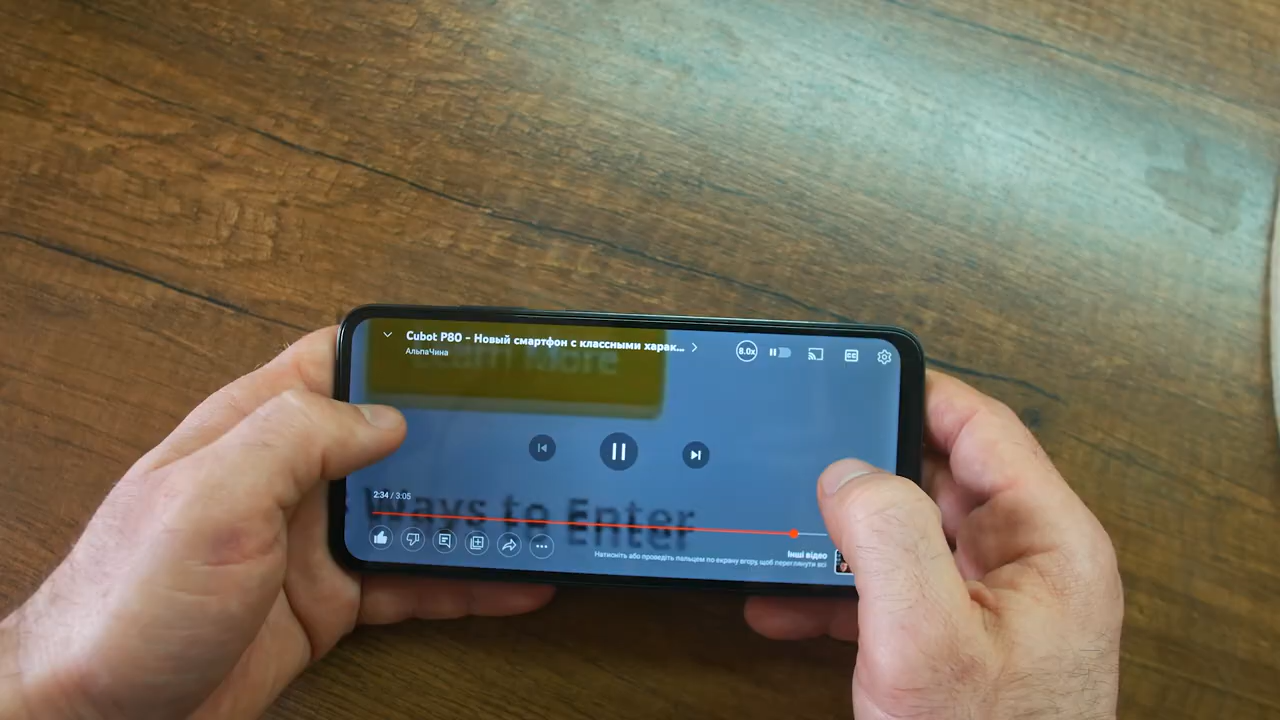 Cubot P80 - Новый смартфон с классными харак...
АльпаЧина
8.0x
CC
Learn More
2:34 / 3:05
Ways to Enter
Інші відео
Натисніть або проведіть пальцем по екрану вгору, щоб переглянути всі